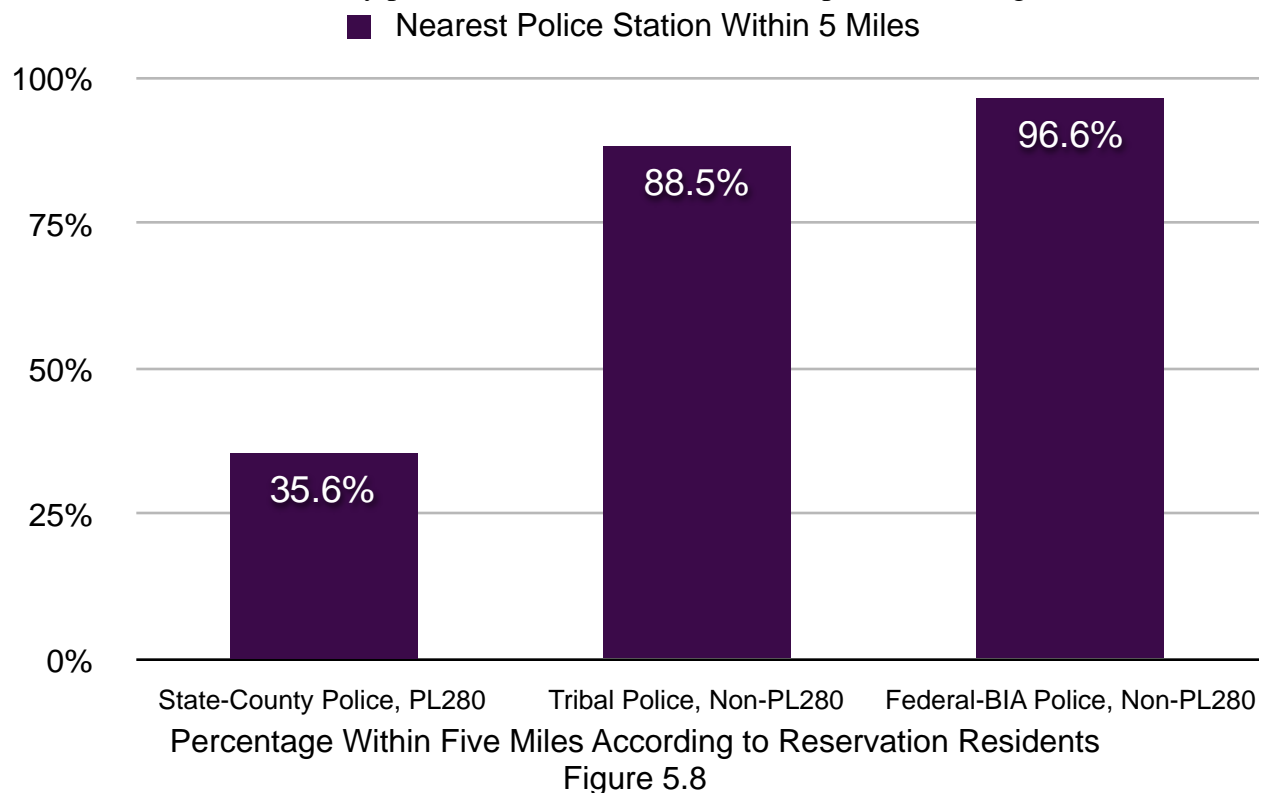 Nearest Police Station Within 5 Miles
100%
96.6%
88.5%
75%
50%
35.6%
25%
0%
State-County Police, PL280 Tribal Police, Non-PL280 Federal-BIA Police, Non-PL280
Percentage Within Five Miles According to Reservation Residents
Figure 5.8